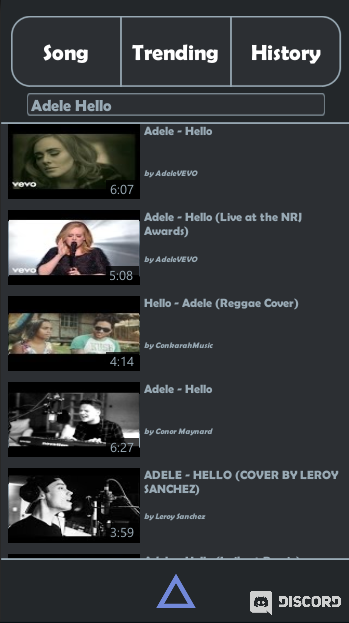 Song
Trending
History
Adele Hello
Adele - Hello
by AdeleVEVO
vevo
6:07
Adele - Hello (Live at the NRJ
Awards)
by AdeleVEVO
vevo
5:08
Hello - Adele (Reggae Cover)
by ConkarahMusic
4:14
Adele - Hello
by Conor Maynard
6:27
ADELE - HELLO (COVER BY LEROY
SANCHEZ)
by Leroy Sanchez
3:59
DISCORD